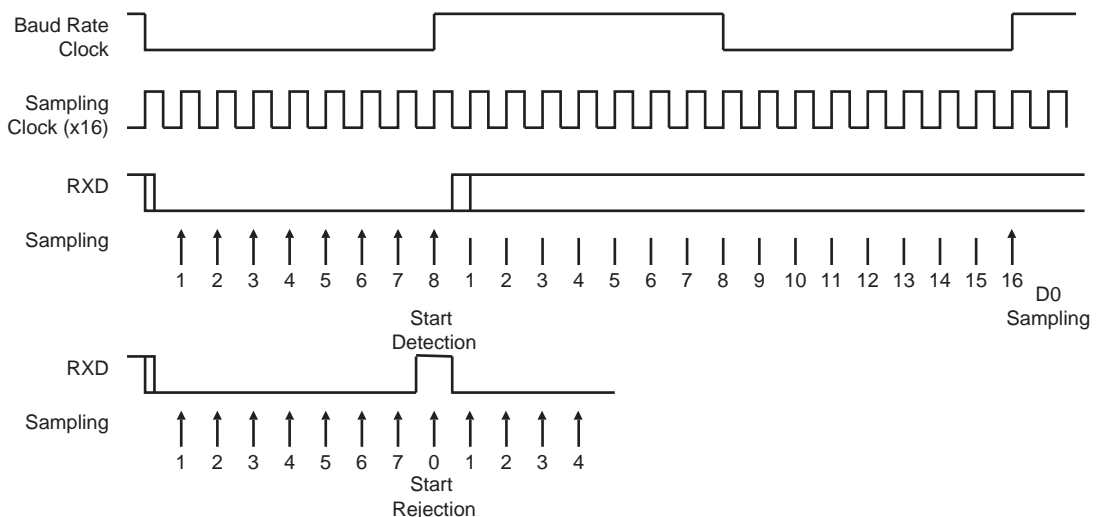 Baud Rate
Clock
Sampling
Clock (x16)
RXD
Sampling
1 2 3 4 5 6 7 8 1 2 3 4 5 6 7 8 9 10 11 12 13 14 15 16
D0
Sampling
Start
Detection
RXD
Sampling
1 2 3 4 5 6 7 0 1 2 3 4
Start
Rejection